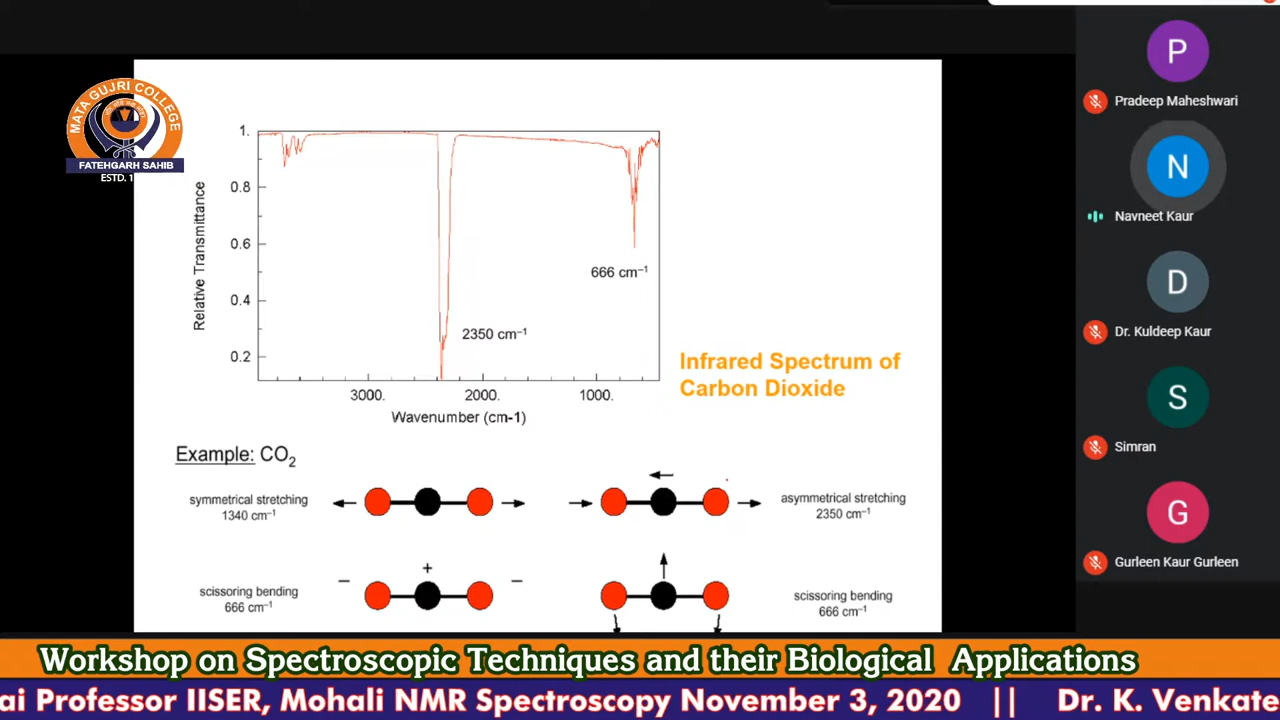 MATA GUJRI COLLEGE
FATEHGARH SAHIB
ESTD. 1
1.
0.8
0.6
0.4
0.2
Relative Transmittance
666 cm⁻¹
2350 cm⁻¹
3000.
2000.
1000.
Wavenumber (cm-1)
Infrared Spectrum of
Carbon Dioxide
Example: CO₂
symmetrical stretching
1340 cm⁻¹
asymmetrical stretching
2350 cm⁻¹
– + –
scissoring bending
666 cm⁻¹
scissoring bending
666 cm⁻¹
P
Pradeep Maheshwari
N
Navneet Kaur
D
Dr. Kuldeep Kaur
S
Simran
G
Gurleen Kaur Gurleen
Workshop on Spectroscopic Techniques and their Biological Applications
ai Professor IISER, Mohali NMR Spectroscopy November 3, 2020 || Dr. K. Venkate